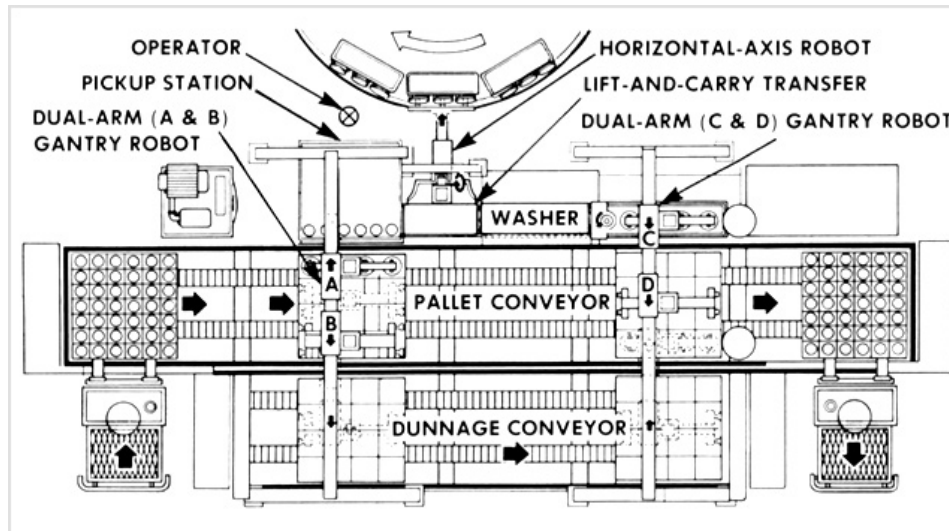 OPERATOR
PICKUP STATION
DUAL-ARM (A & B)
GANTRY ROBOT
HORIZONTAL-AXIS ROBOT
LIFT-AND-CARRY TRANSFER
DUAL-ARM (C & D) GANTRY ROBOT
WASHER
C
A
D
PALLET CONVEYOR
B
DUNNAGE CONVEYOR